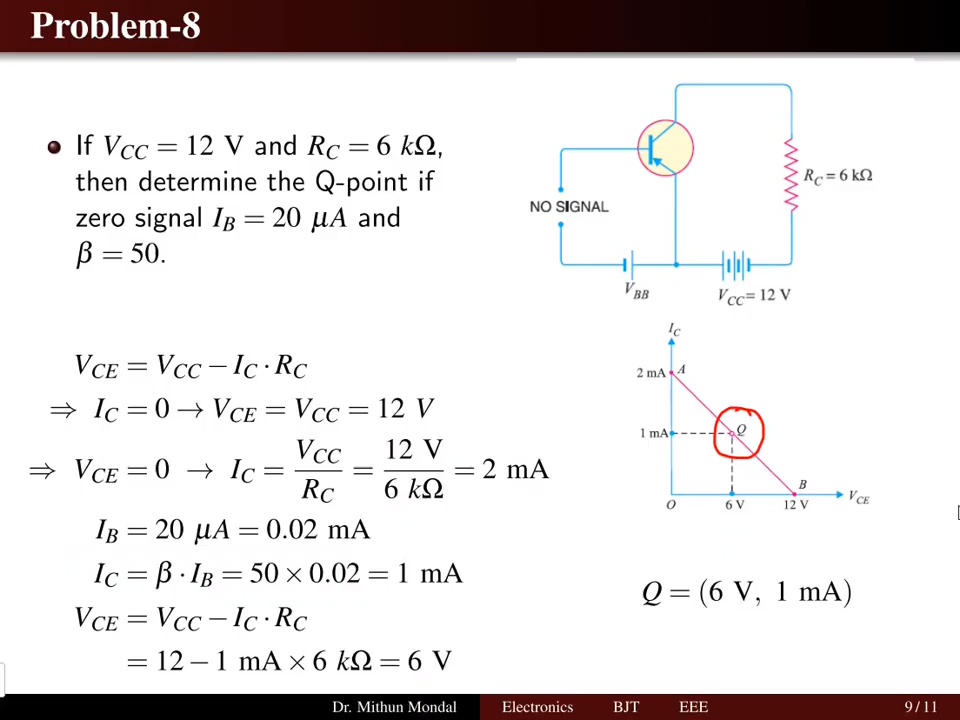 Problem-8
If V_CC = 12 V and R_C = 6 kΩ,
then determine the Q-point if
zero signal I_B = 20 μA and
β = 50.
V_CE = V_CC − I_C · R_C
⇒ I_C = 0 → V_CE = V_CC = 12 V
⇒ V_CE = 0 → I_C = V_CC / R_C = 12 V / 6 kΩ = 2 mA
I_B = 20 μA = 0.02 mA
I_C = β · I_B = 50 × 0.02 = 1 mA
V_CE = V_CC − I_C · R_C
= 12 − 1 mA × 6 kΩ = 6 V
R_C = 6 kΩ
NO SIGNAL
V_BB
V_CC = 12 V
I_C
2 mA
A
1 mA
Q
B
O
6 V
12 V
V_CE
Q = (6 V, 1 mA)
Dr. Mithun Mondal Electronics BJT EEE 9 / 11